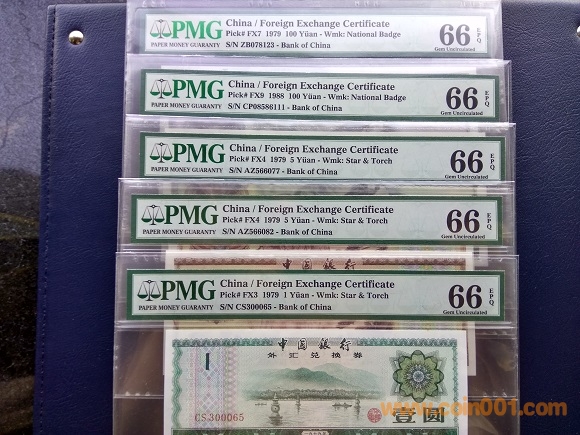 PMG
PAPER MONEY GUARANTY
China / Foreign Exchange Certificate
Pick# FX7 1979 100 Yüan - Wmk: National Badge
S/N ZB078123 - Bank of China
66 EPQ
Gem Uncirculated
PMG
PAPER MONEY GUARANTY
China / Foreign Exchange Certificate
Pick# FX9 1988 100 Yüan - Wmk: National Badge
S/N CP08586111 - Bank of China
66 EPQ
Gem Uncirculated
PMG
PAPER MONEY GUARANTY
China / Foreign Exchange Certificate
Pick# FX4 1979 5 Yüan - Wmk: Star & Torch
S/N AZ566077 - Bank of China
66 EPQ
Gem Uncirculated
PMG
PAPER MONEY GUARANTY
China / Foreign Exchange Certificate
Pick# FX4 1979 5 Yüan - Wmk: Star & Torch
S/N AZ566082 - Bank of China
66 EPQ
Gem Uncirculated
中国银行
PMG
PAPER MONEY GUARANTY
China / Foreign Exchange Certificate
Pick# FX3 1979 1 Yüan - Wmk: Star & Torch
S/N CS300065 - Bank of China
66 EPQ
Gem Uncirculated
中国银行
外汇兑换券
1
CS300065
壹圆
www.coin001.com